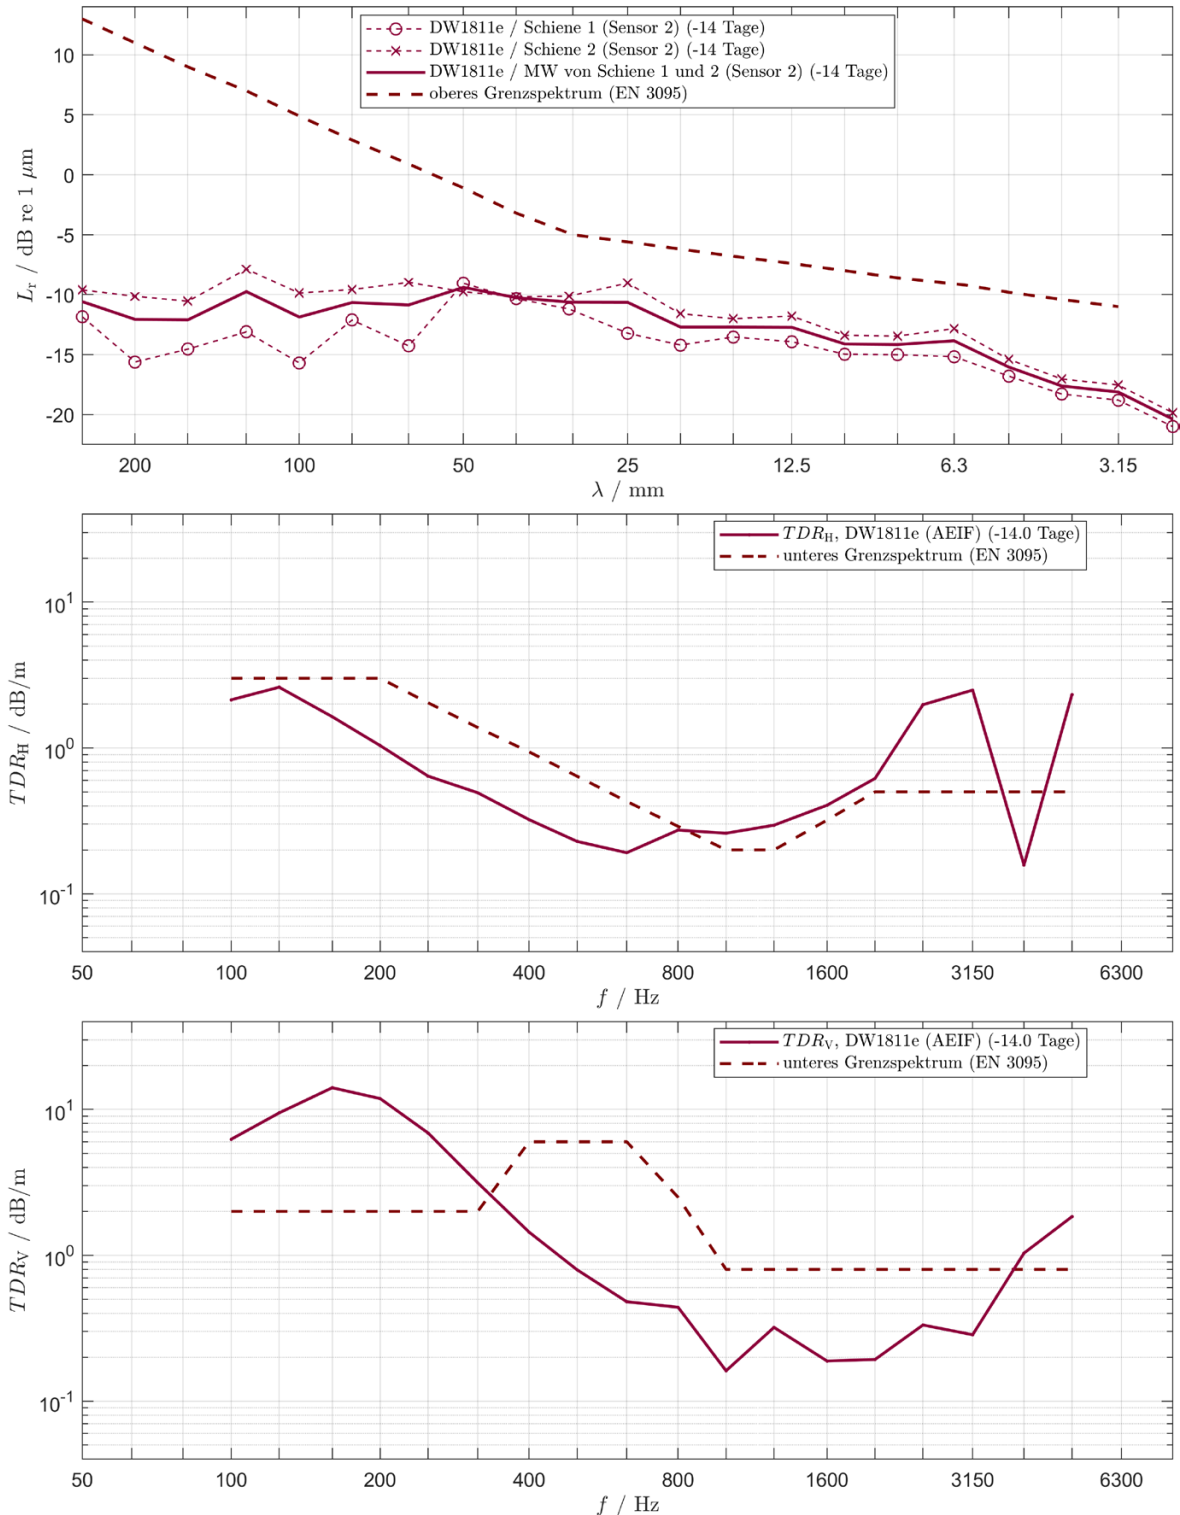 DW1811e / Schiene 1 (Sensor 2) (-14 Tage)
DW1811e / Schiene 2 (Sensor 2) (-14 Tage)
DW1811e / MW von Schiene 1 und 2 (Sensor 2) (-14 Tage)
oberes Grenzspektrum (EN 3095)
10
5
0
-5
-10
-15
-20
L_r / dB re 1 μm
200 100 50 25 12.5 6.3 3.15
λ / mm
TDR_H, DW1811e (AEIF) (-14.0 Tage)
unteres Grenzspektrum (EN 3095)
10^1
10^0
10^-1
TDR_H / dB/m
50 100 200 400 800 1600 3150 6300
f / Hz
TDR_V, DW1811e (AEIF) (-14.0 Tage)
unteres Grenzspektrum (EN 3095)
10^1
10^0
10^-1
TDR_V / dB/m
50 100 200 400 800 1600 3150 6300
f / Hz